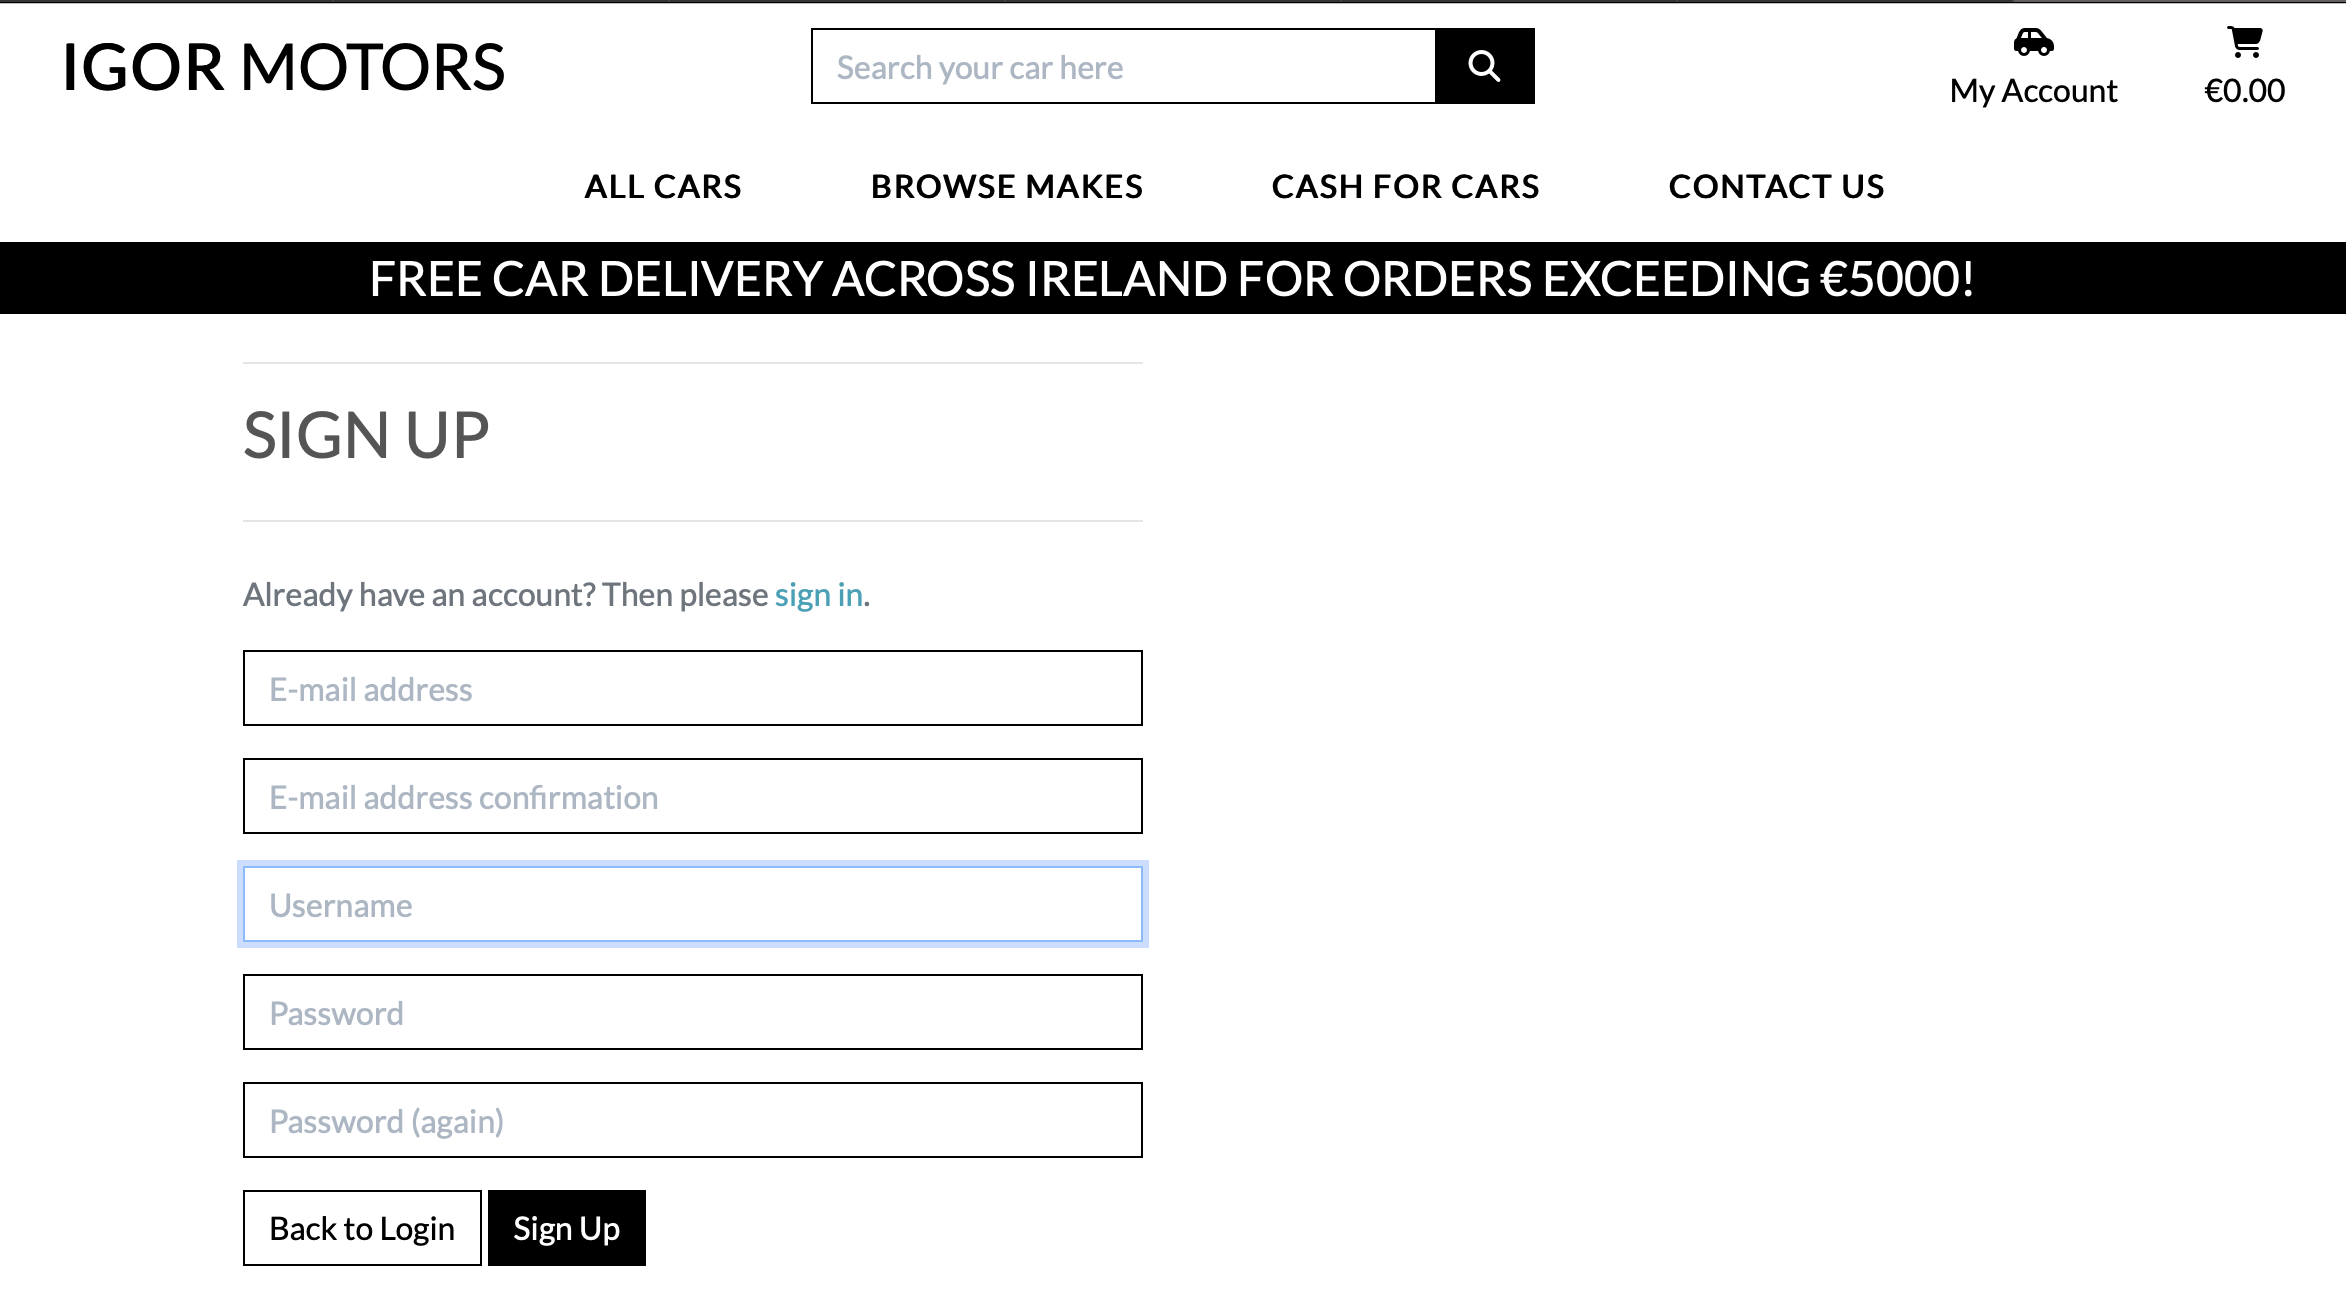 IGOR MOTORS
Search your car here
My Account
€0.00
ALL CARS
BROWSE MAKES
CASH FOR CARS
CONTACT US
FREE CAR DELIVERY ACROSS IRELAND FOR ORDERS EXCEEDING €5000!
SIGN UP
Already have an account? Then please sign in.
E-mail address
E-mail address confirmation
Username
Password
Password (again)
Back to Login
Sign Up